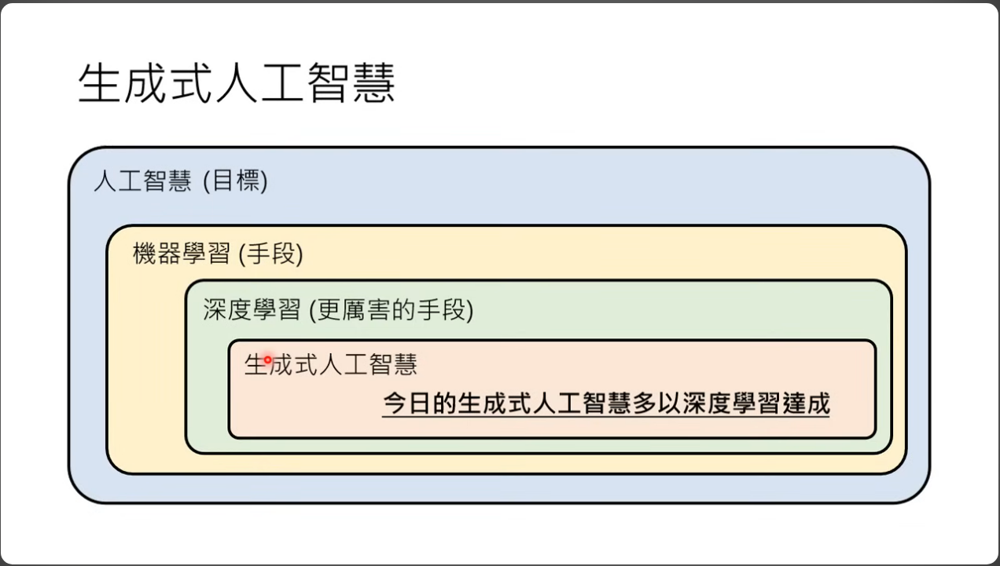 生成式人工智慧
人工智慧 (目標)
機器學習 (手段)
深度學習 (更厲害的手段)
生成式人工智慧
今日的生成式人工智慧多以深度學習達成